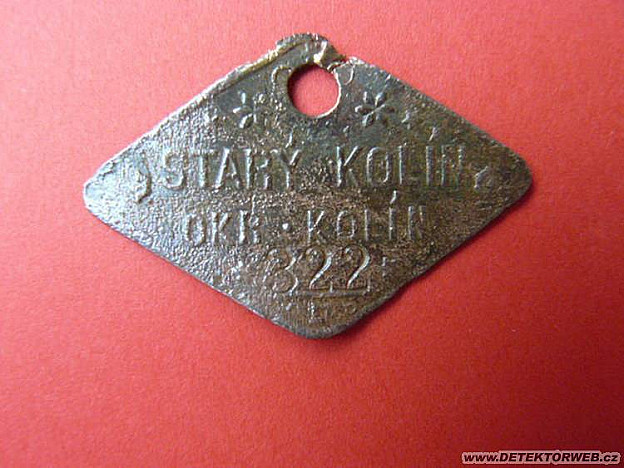 STARÝ KOLÍN
OKR · KOLÍN
322
www.DETEKTORWEB.cz